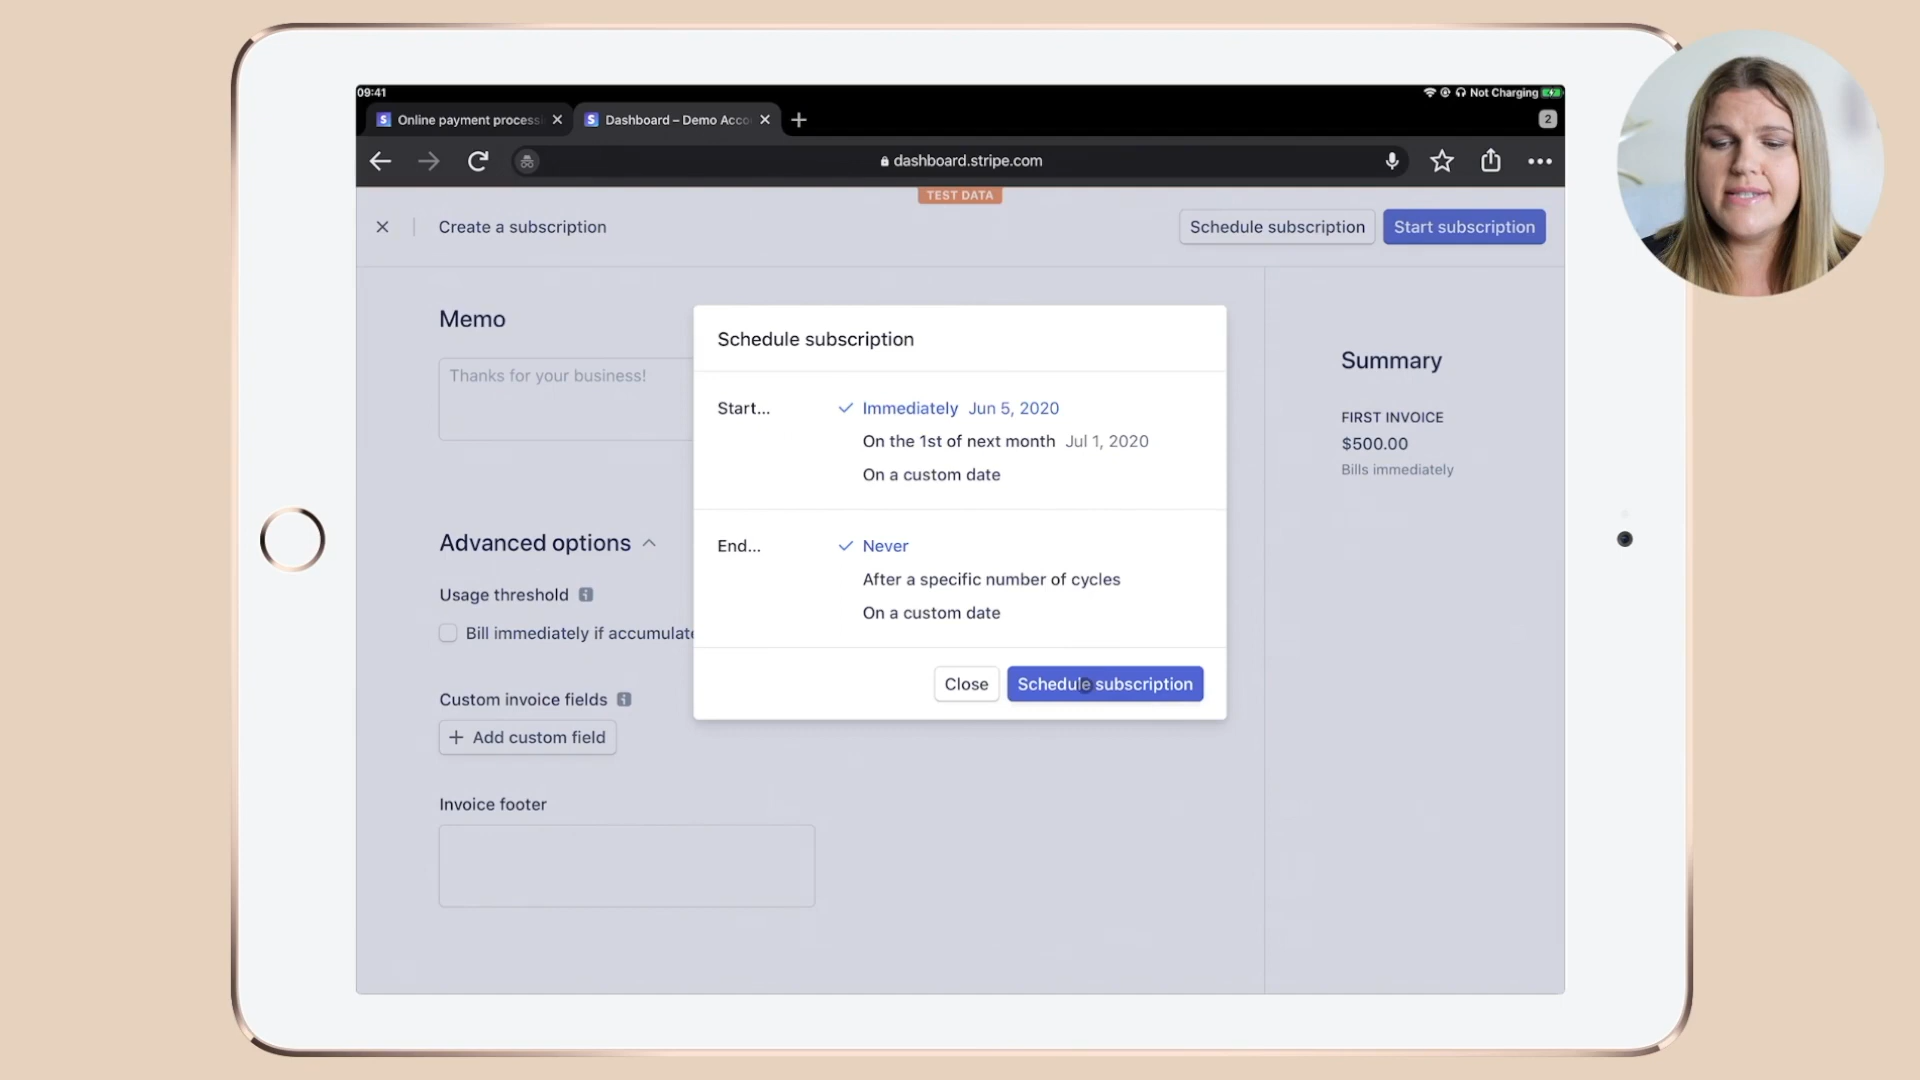 09:41
Not Charging
Online payment process
Dashboard – Demo Acco
2
dashboard.stripe.com
TEST DATA
Create a subscription
Schedule subscription
Start subscription
Memo
Thanks for your business!
Schedule subscription
Start...
Immediately Jun 5, 2020
On the 1st of next month Jul 1, 2020
On a custom date
End...
Never
After a specific number of cycles
On a custom date
Close
Schedule subscription
Summary
FIRST INVOICE
$500.00
Bills immediately
Advanced options
Usage threshold
Bill immediately if accumulate
Custom invoice fields
Add custom field
Invoice footer